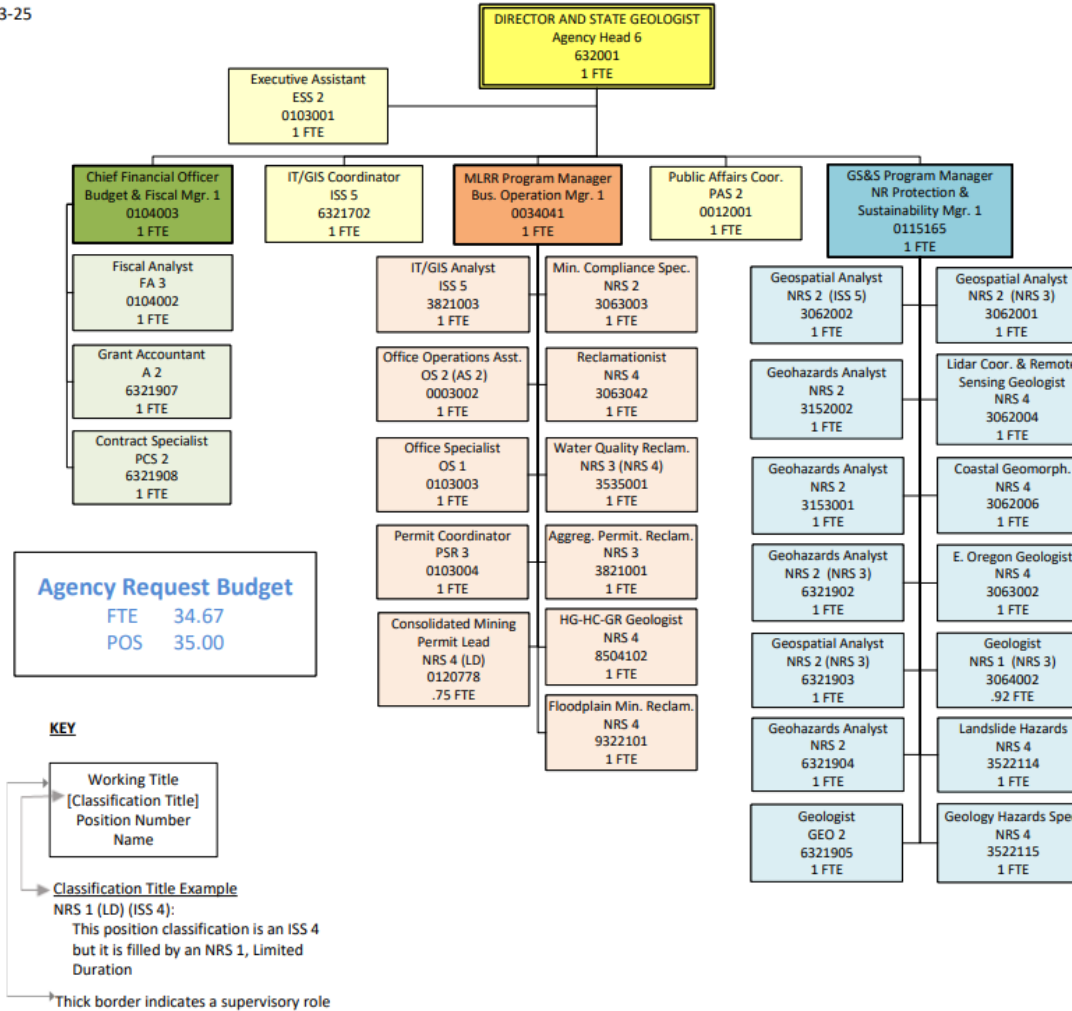 3-25
DIRECTOR AND STATE GEOLOGIST
Agency Head 6
632001
1 FTE
Executive Assistant
ESS 2
0103001
1 FTE
Chief Financial Officer
Budget & Fiscal Mgr. 1
0104003
1 FTE
IT/GIS Coordinator
ISS 5
6321702
1 FTE
MLRR Program Manager
Bus. Operation Mgr. 1
0034041
1 FTE
Public Affairs Coor.
PAS 2
0012001
1 FTE
GS&S Program Manager
NR Protection &
Sustainability Mgr. 1
0115165
1 FTE
Fiscal Analyst
FA 3
0104002
1 FTE
Grant Accountant
A 2
6321907
1 FTE
Contract Specialist
PCS 2
6321908
1 FTE
IT/GIS Analyst
ISS 5
3821003
1 FTE
Min. Compliance Spec.
NRS 2
3063003
1 FTE
Office Operations Asst.
OS 2 (AS 2)
0003002
1 FTE
Reclamationist
NRS 4
3063042
1 FTE
Office Specialist
OS 1
0103003
1 FTE
Water Quality Reclam.
NRS 3 (NRS 4)
3535001
1 FTE
Permit Coordinator
PSR 3
0103004
1 FTE
Aggreg. Permit. Reclam.
NRS 3
3821001
1 FTE
Consolidated Mining
Permit Lead
NRS 4 (LD)
0120778
.75 FTE
HG-HC-GR Geologist
NRS 4
8504102
1 FTE
Floodplain Min. Reclam.
NRS 4
9322101
1 FTE
Geospatial Analyst
NRS 2 (ISS 5)
3062002
1 FTE
Geospatial Analyst
NRS 2 (NRS 3)
3062001
1 FTE
Geohazards Analyst
NRS 2
3152002
1 FTE
Lidar Coor. & Remote
Sensing Geologist
NRS 4
3062004
1 FTE
Geohazards Analyst
NRS 2
3153001
1 FTE
Coastal Geomorph.
NRS 4
3062006
1 FTE
Geohazards Analyst
NRS 2 (NRS 3)
6321902
1 FTE
E. Oregon Geologist
NRS 4
3063002
1 FTE
Geospatial Analyst
NRS 2 (NRS 3)
6321903
1 FTE
Geologist
NRS 1 (NRS 3)
3064002
.92 FTE
Geohazards Analyst
NRS 2
6321904
1 FTE
Landslide Hazards
NRS 4
3522114
1 FTE
Geologist
GEO 2
6321905
1 FTE
Geology Hazards Spe
NRS 4
3522115
1 FTE
Agency Request Budget
FTE 34.67
POS 35.00
KEY
Working Title
[Classification Title]
Position Number
Name
Classification Title Example
NRS 1 (LD) (ISS 4):
This position classification is an ISS 4
but it is filled by an NRS 1, Limited
Duration
Thick border indicates a supervisory role